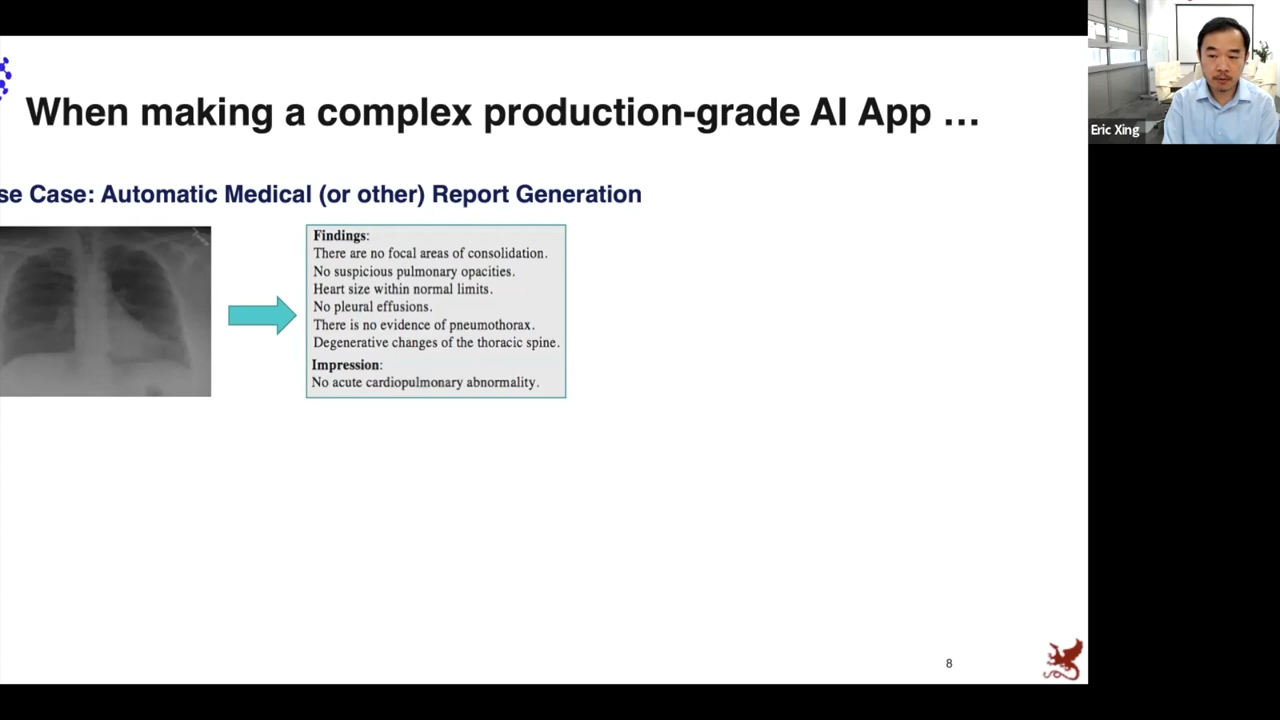 When making a complex production-grade AI App …
se Case: Automatic Medical (or other) Report Generation
Findings:
There are no focal areas of consolidation.
No suspicious pulmonary opacities.
Heart size within normal limits.
No pleural effusions.
There is no evidence of pneumothorax.
Degenerative changes of the thoracic spine.
Impression:
No acute cardiopulmonary abnormality.
8
Eric Xing